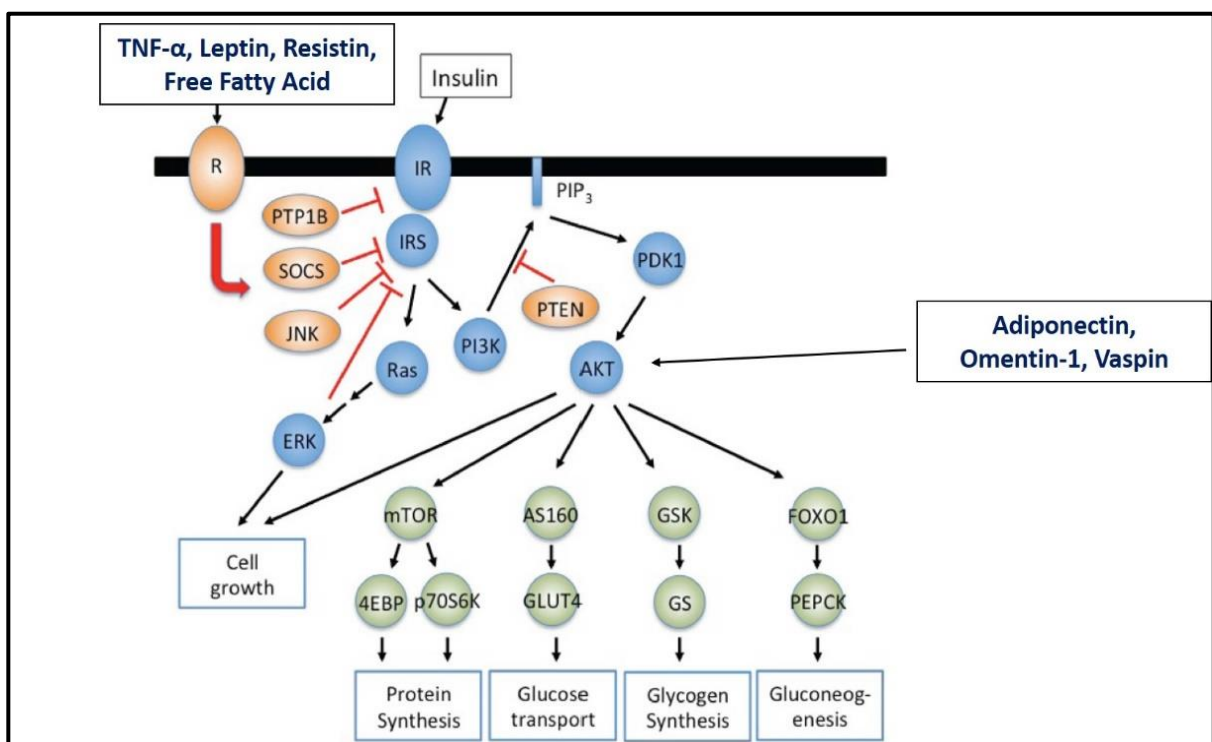 TNF-α, Leptin, Resistin,
Free Fatty Acid
Insulin
R
IR
PIP3
PTP1B
IRS
SOCS
PDK1
JNK
PTEN
PI3K
Adiponectin,
Omentin-1, Vaspin
Ras
AKT
ERK
mTOR
AS160
GSK
FOXO1
Cell
growth
4EBP
p70S6K
GLUT4
GS
PEPCK
Protein
Synthesis
Glucose
transport
Glycogen
Synthesis
Gluconeog-
enesis